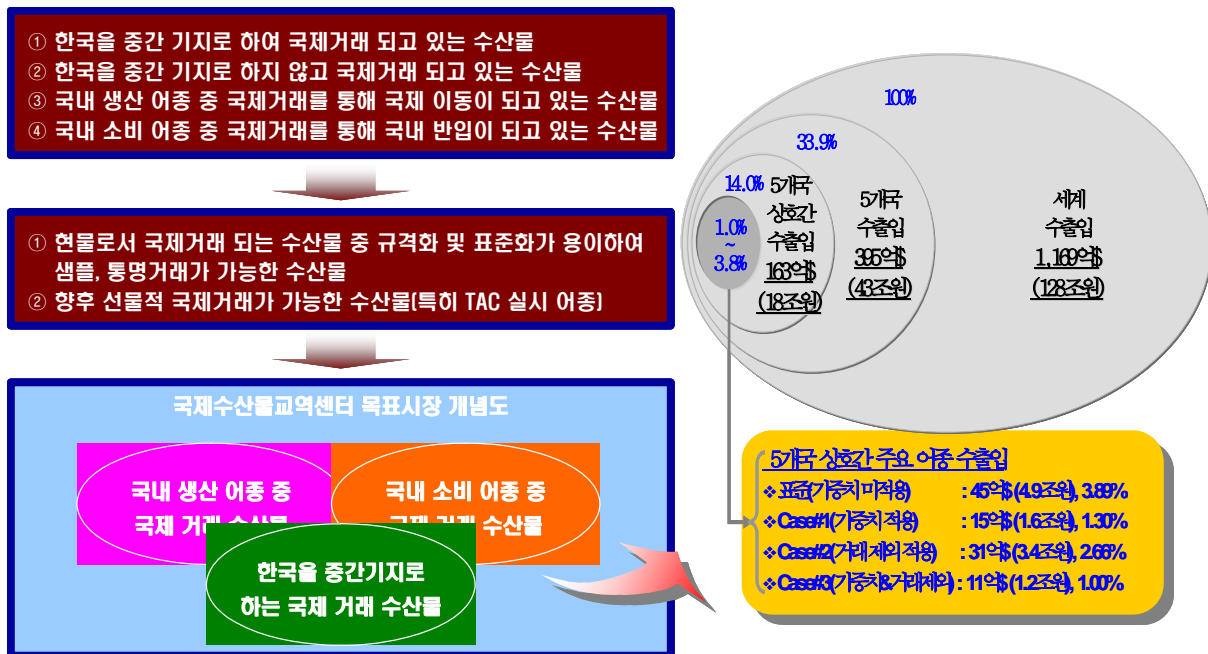 ① 한국을 중간 기지로 하여 국제거래 되고 있는 수산물
② 한국을 중간 기지로 하지 않고 국제거래 되고 있는 수산물
③ 국내 생산 어종 중 국제거래를 통해 국제 이동이 되고 있는 수산물
④ 국내 소비 어종 중 국제거래를 통해 국내 반입이 되고 있는 수산물
① 현물로서 국제거래 되는 수산물 중 규격화 및 표준화가 용이하여
샘플, 통명거래가 가능한 수산물
② 향후 선물적 국제거래가 가능한 수산물(특히 TAC 실시 어종)
국제수산물교역센터 목표시장 개념도
국내 생산 어종 중
국제 거래 수산물
국내 소비 어종 중
국제 거래 수산물
한국을 중간기지로
하는 국제 거래 수산물
100%
33.9%
14.0%
1.0%
~
3.8%
5개국
상호간
수출입
163억$
(18조원)
5개국
수출입
395억$
(43조원)
세계
수출입
1,169억$
(128조원)
5개국 상호간 주요 어종 수출입
❖표준(가중치 미적용) : 45억$ (4.9조원), 3.89%
❖Case#1(가중치 적용) : 15억$ (1.6조원), 1.30%
❖Case#2(거래 제외 적용) : 31억$ (3.4조원), 2.66%
❖Case#3(가중치&거래제외) : 11억$ (1.2조원), 1.00%